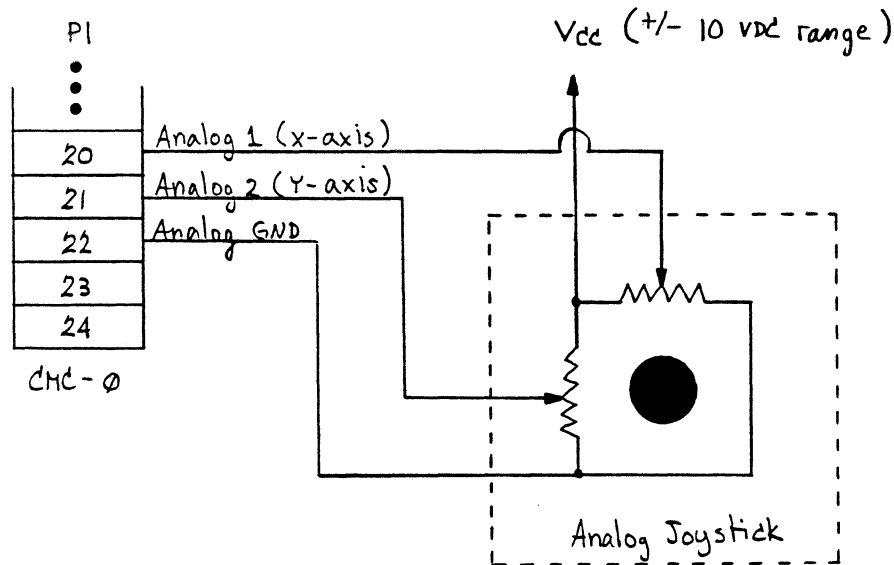 P1
Vcc (+/- 10 VDC range)
20
Analog 1 (X-axis)
21
Analog 2 (Y-axis)
22
Analog GND
23
24
CMC-Ø
Analog Joystick